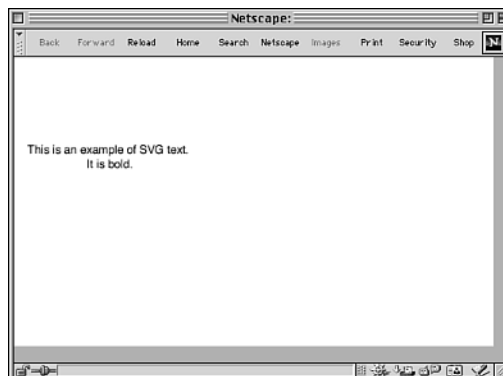 Netscape:
Back Forward Reload Home Search Netscape Images Print Security Shop N
This is an example of SVG text.
It is bold.